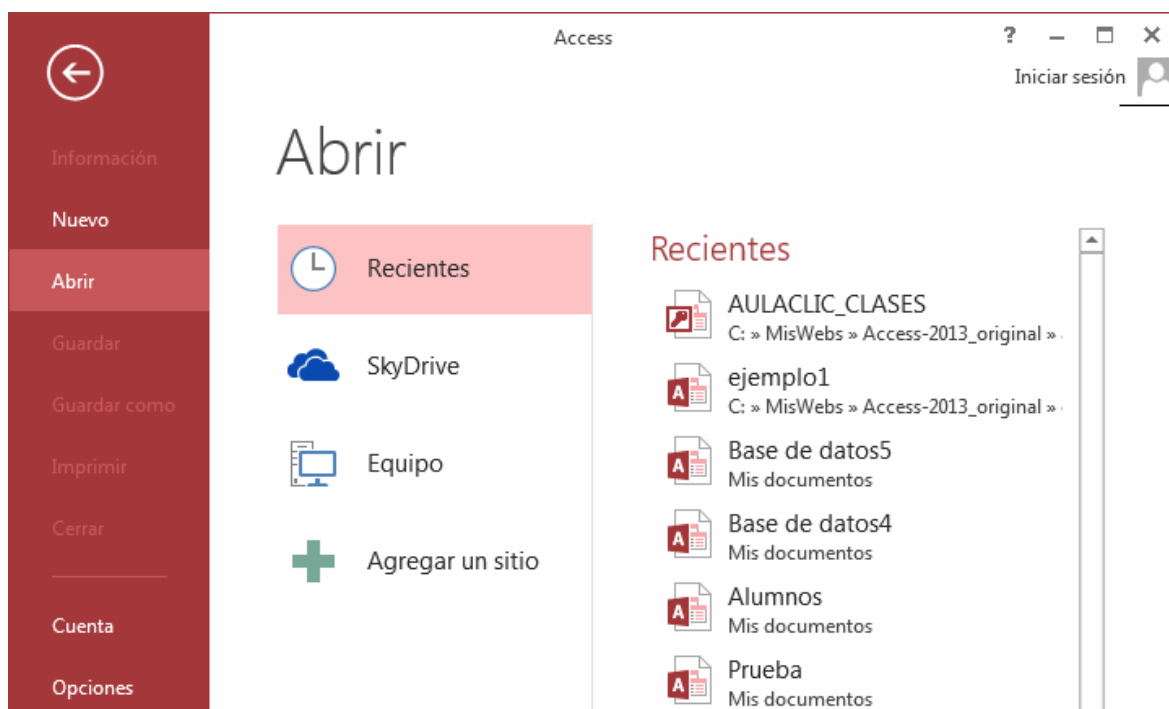 Access
?
Iniciar sesión
Información
Nuevo
Abrir
Guardar
Guardar como
Imprimir
Cerrar
Cuenta
Opciones
Abrir
Recientes
SkyDrive
Equipo
Agregar un sitio
Recientes
AULACLIC_CLASES
C: » MisWebs » Access-2013_original »
ejemplo1
C: » MisWebs » Access-2013_original »
Base de datos5
Mis documentos
Base de datos4
Mis documentos
Alumnos
Mis documentos
Prueba
Mis documentos